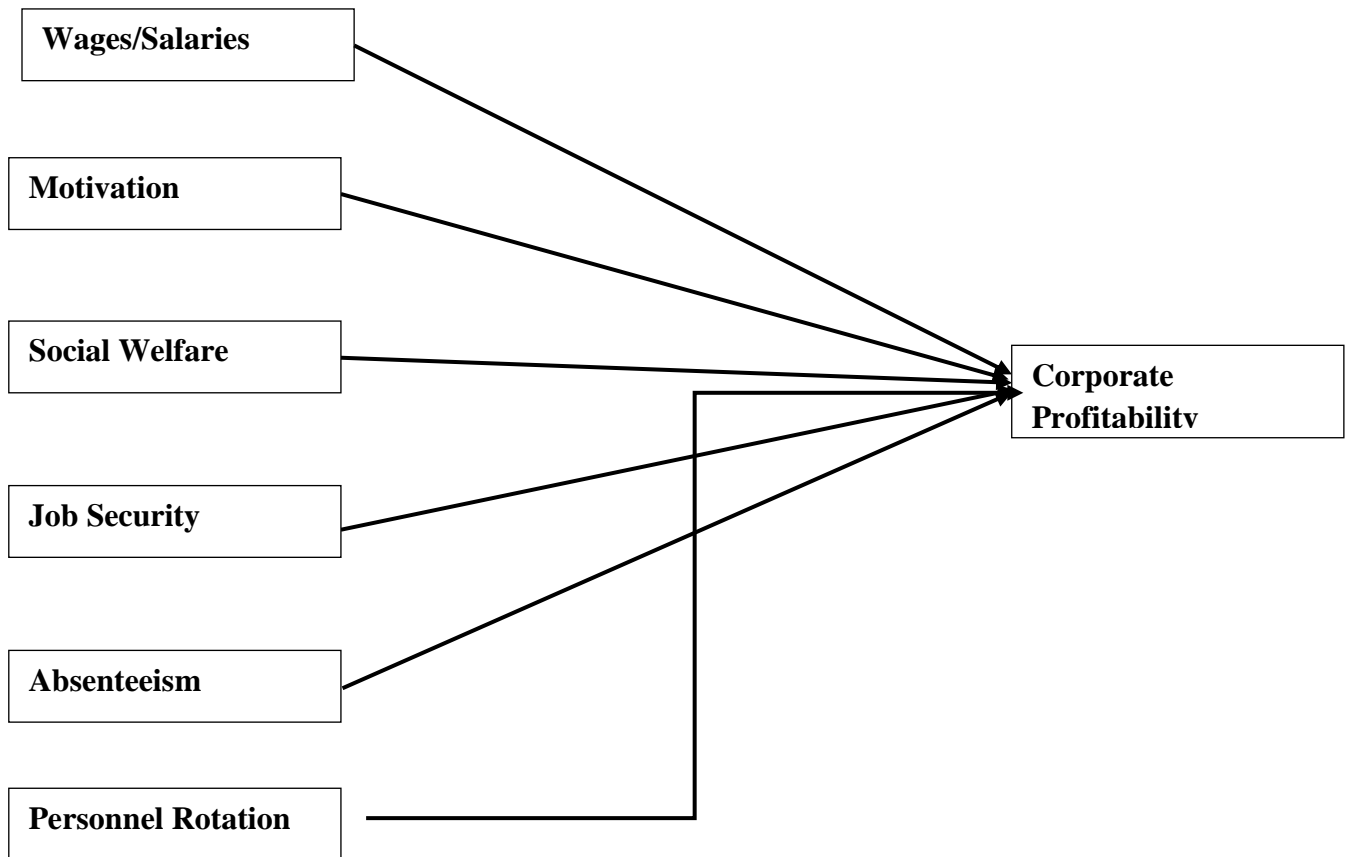 Wages/Salaries
Motivation
Social Welfare
Job Security
Absenteeism
Personnel Rotation
Corporate
Profitability